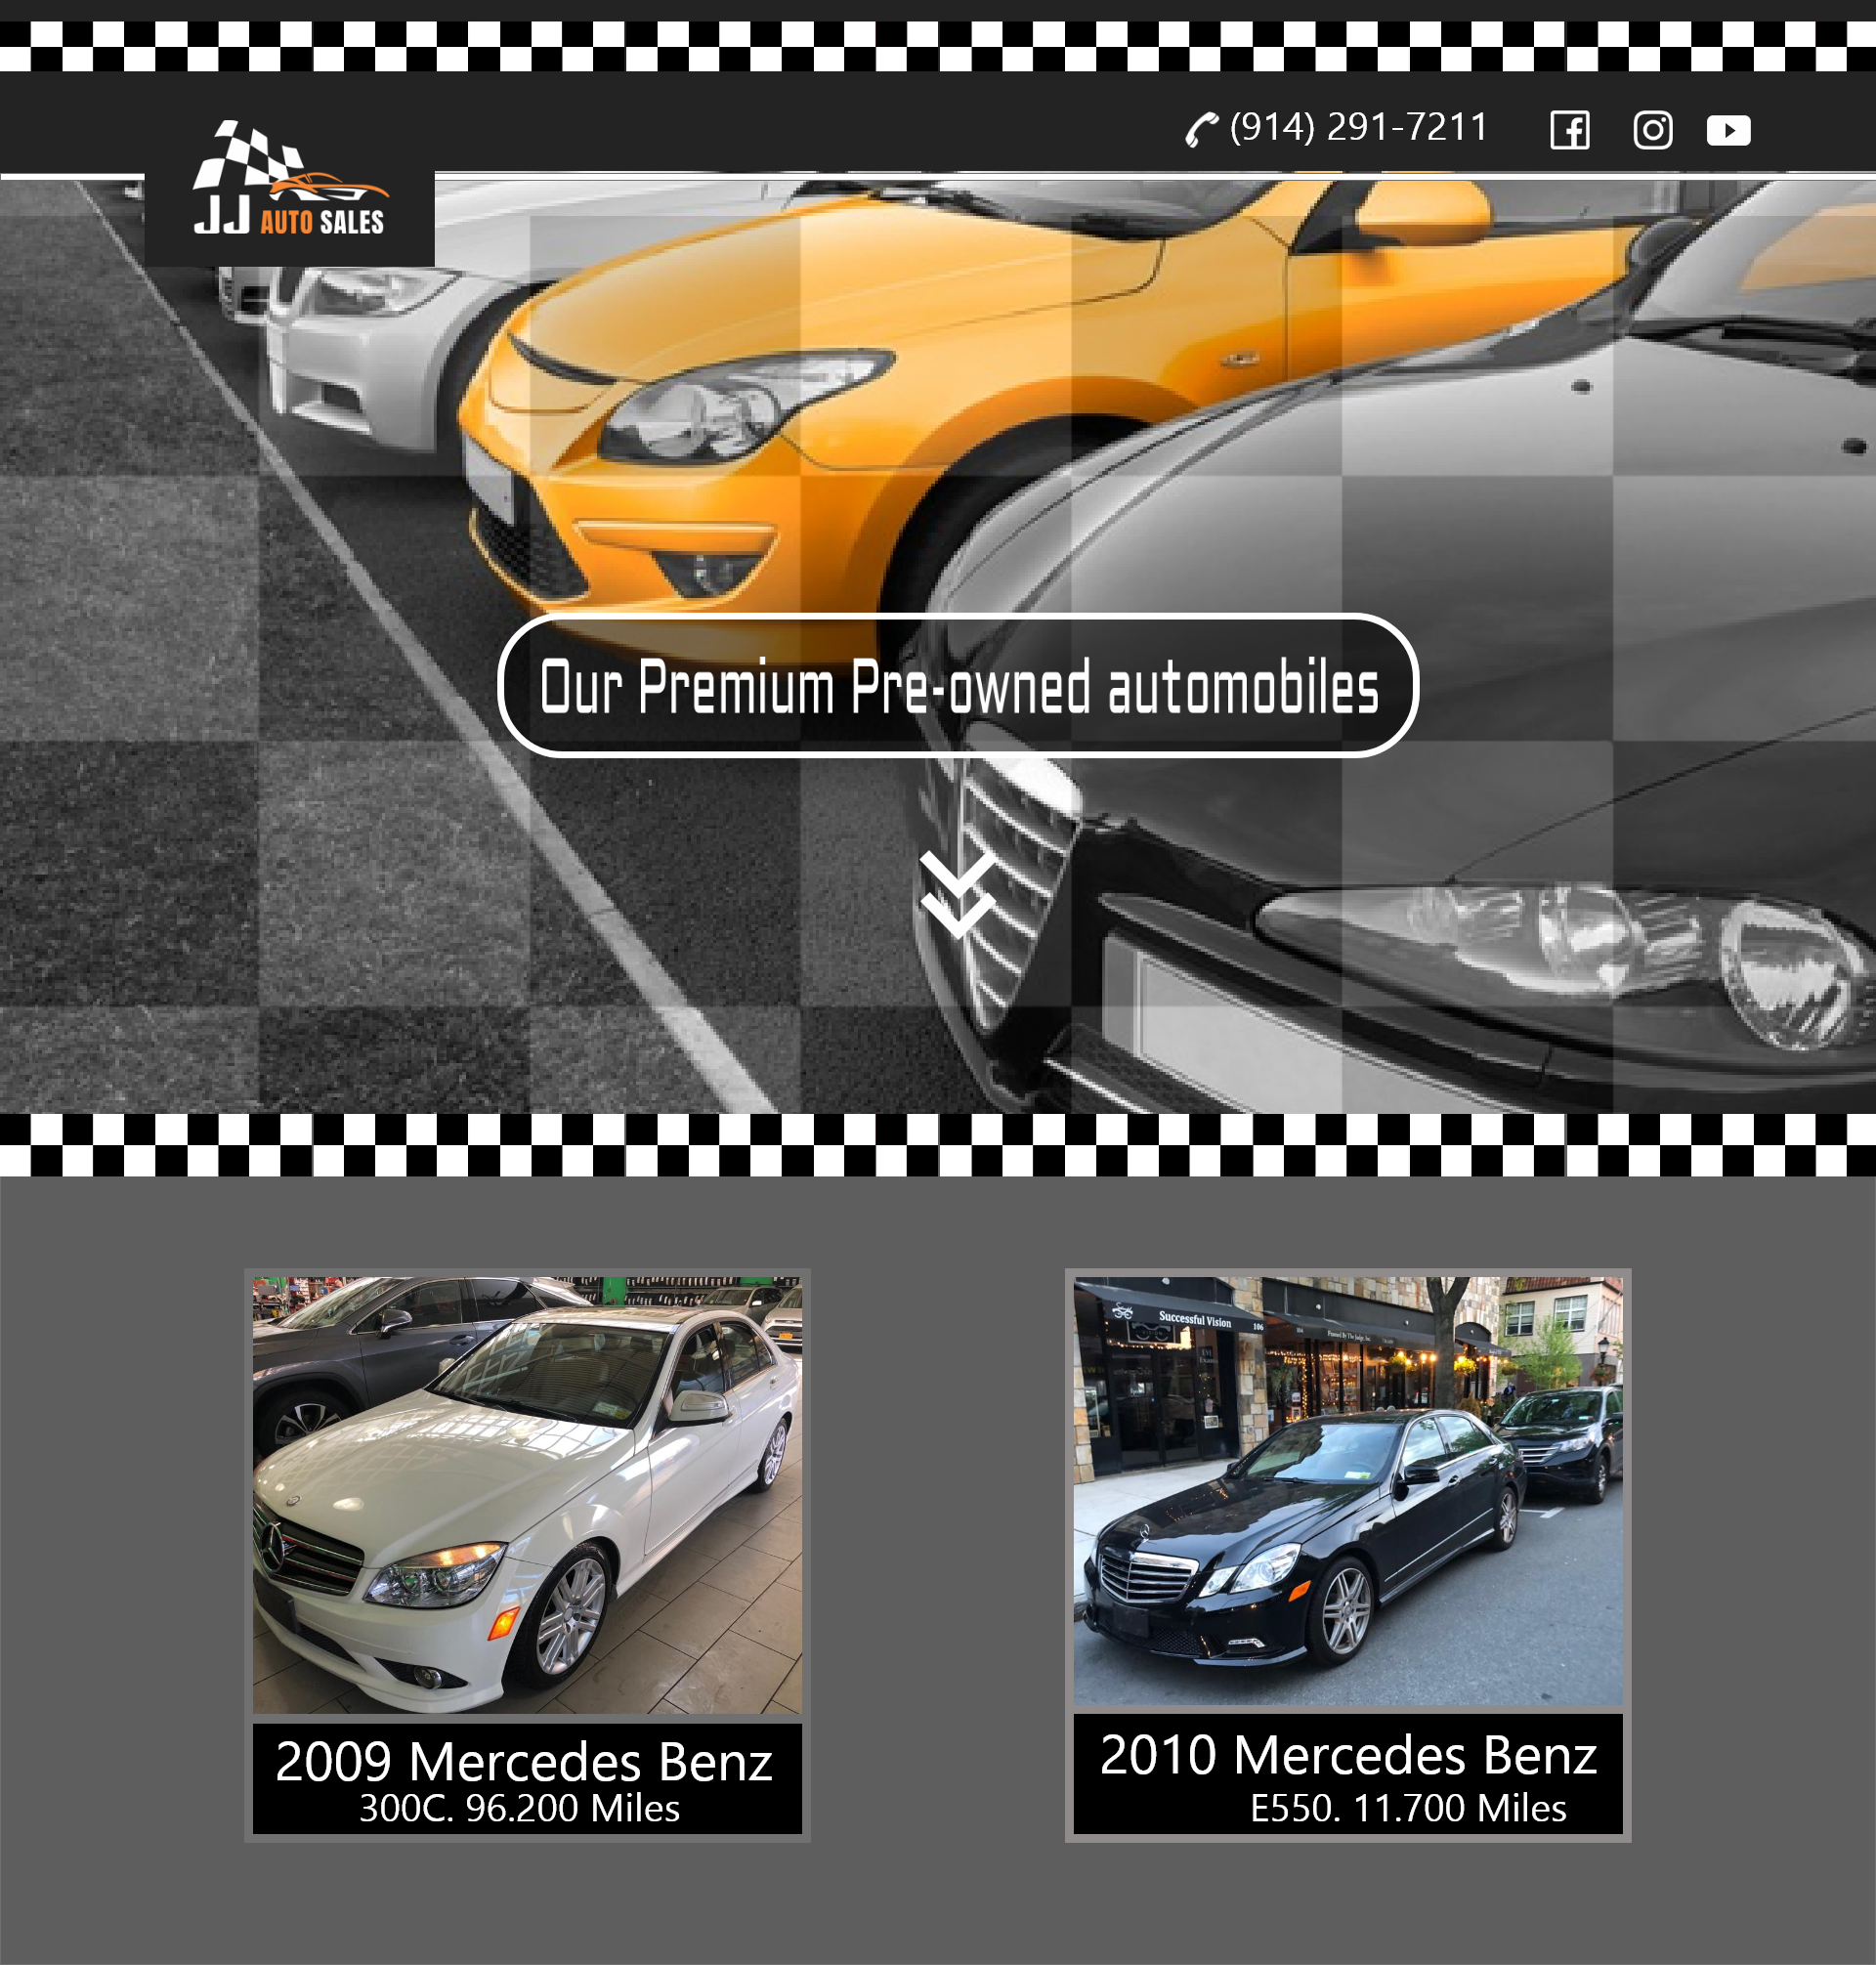 (914) 291-7211
JJ AUTO SALES
Our Premium Pre-owned automobiles
Successful Vision
106
2009 Mercedes Benz
300C. 96.200 Miles
2010 Mercedes Benz
E550. 11.700 Miles